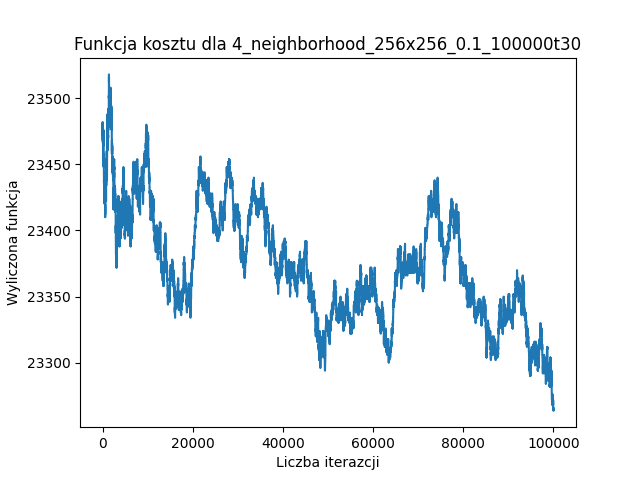 Funkcja kosztu dla 4_neighborhood_256x256_0.1_100000t30
Wyliczona funkcja
23500
23450
23400
23350
23300
0 20000 40000 60000 80000 100000
Liczba iterazcji